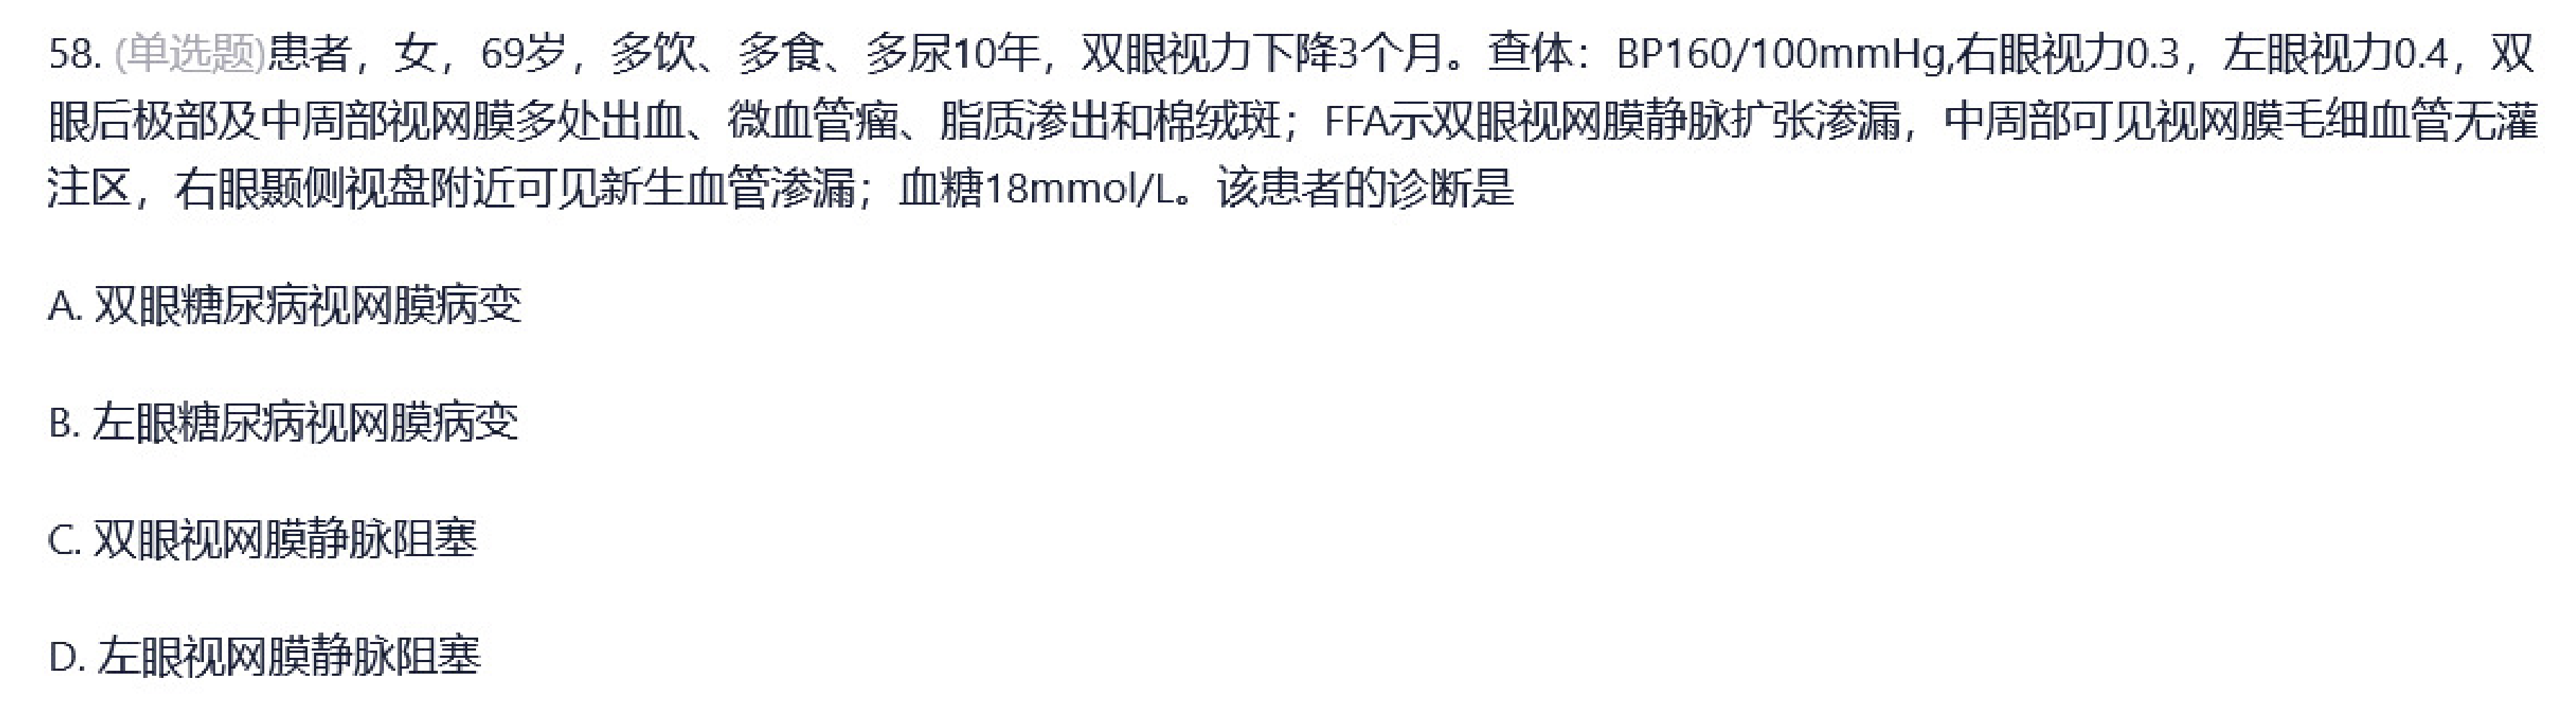 58. (单选题)患者，女，69岁，多饮、多食、多尿10年，双眼视力下降3个月。查体：BP160/100mmHg,右眼视力0.3，左眼视力0.4，双
眼后极部及中周部视网膜多处出血、微血管瘤、脂质渗出和棉绒斑；FFA示双眼视网膜静脉扩张渗漏，中周部可见视网膜毛细血管无灌
注区，右眼颞侧视盘附近可见新生血管渗漏；血糖18mmol/L。该患者的诊断是
A. 双眼糖尿病视网膜病变
B. 左眼糖尿病视网膜病变
C. 双眼视网膜静脉阻塞
D. 左眼视网膜静脉阻塞